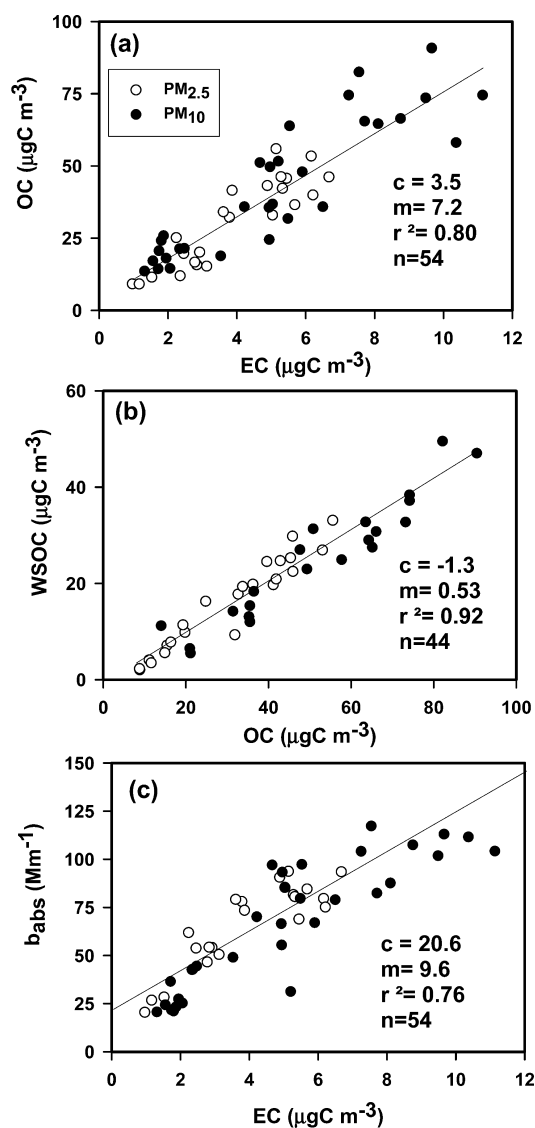 (a)
100
75
50
25
0
OC (µgC m-3)
PM2.5
PM10
c = 3.5
m= 7.2
r ²= 0.80
n=54
0 2 4 6 8 10 12
EC (µgC m-3)
(b)
60
40
20
0
WSOC (µgC m-3)
c = -1.3
m= 0.53
r ²= 0.92
n=44
0 20 40 60 80 100
OC (µgC m-3)
(c)
150
125
100
75
50
25
0
babs (Mm-1)
c = 20.6
m= 9.6
r ²= 0.76
n=54
0 2 4 6 8 10 12
EC (µgC m-3)